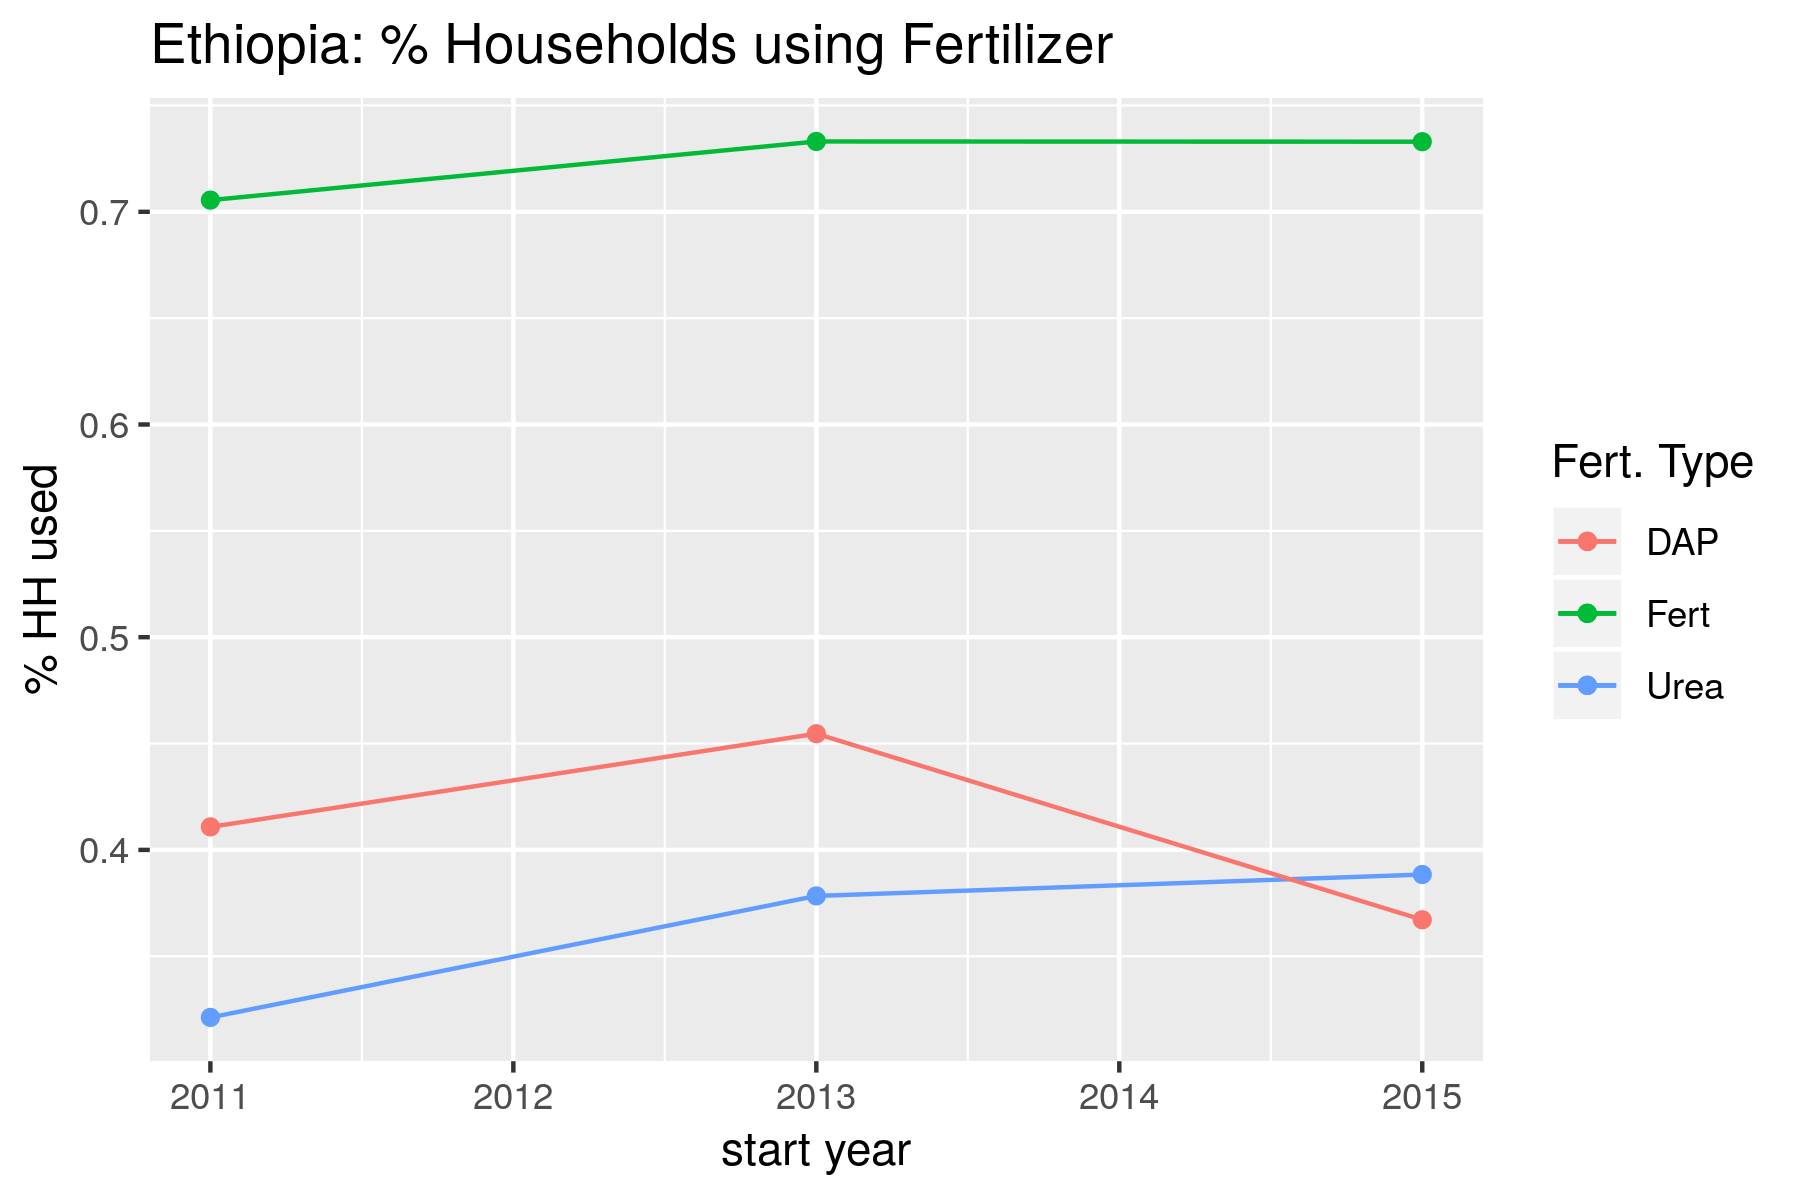 Ethiopia: % Households using Fertilizer
% HH used
0.7
0.6
0.5
0.4
2011 2012 2013 2014 2015
start year
Fert. Type
DAP
Fert
Urea